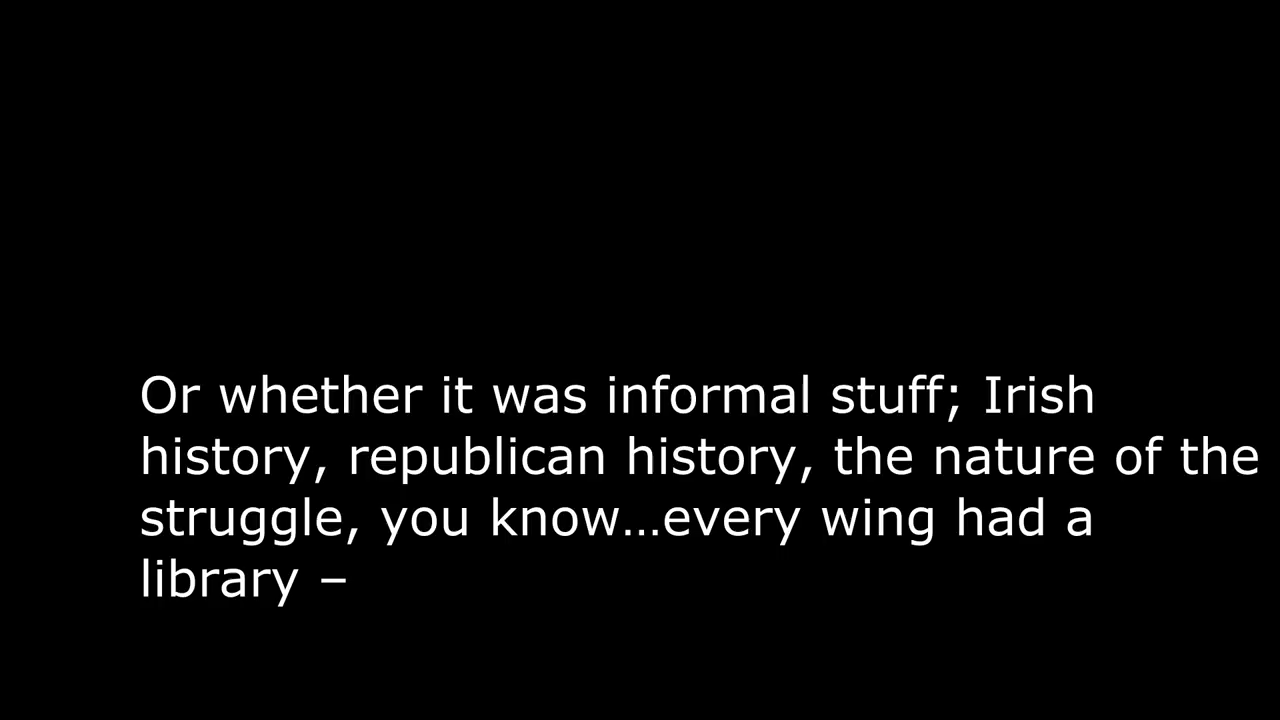 Or whether it was informal stuff; Irish
history, republican history, the nature of the
struggle, you know…every wing had a
library –